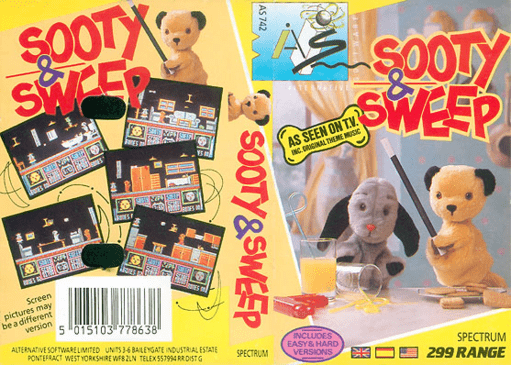 SOOTY
&
SWEEP
Screen
pictures may
be a different
version
5 015103 778638
ALTERNATIVE SOFTWARE LIMITED UNITS 3-6 BAILEYGATE INDUSTRIAL ESTATE
PONTEFRACT WEST YORKSHIRE WF8 2LN TELEX 557994 RR DIST G
SOOTY & SWEEP
SPECTRUM
AS 742
AS
ALTERNATIVE
SOFTWARE
SOOTY
&
SWEEP
AS SEEN ON T.V.
INC. ORIGINAL THEME MUSIC
INCLUDES
EASY & HARD
VERSIONS
SPECTRUM
299 RANGE